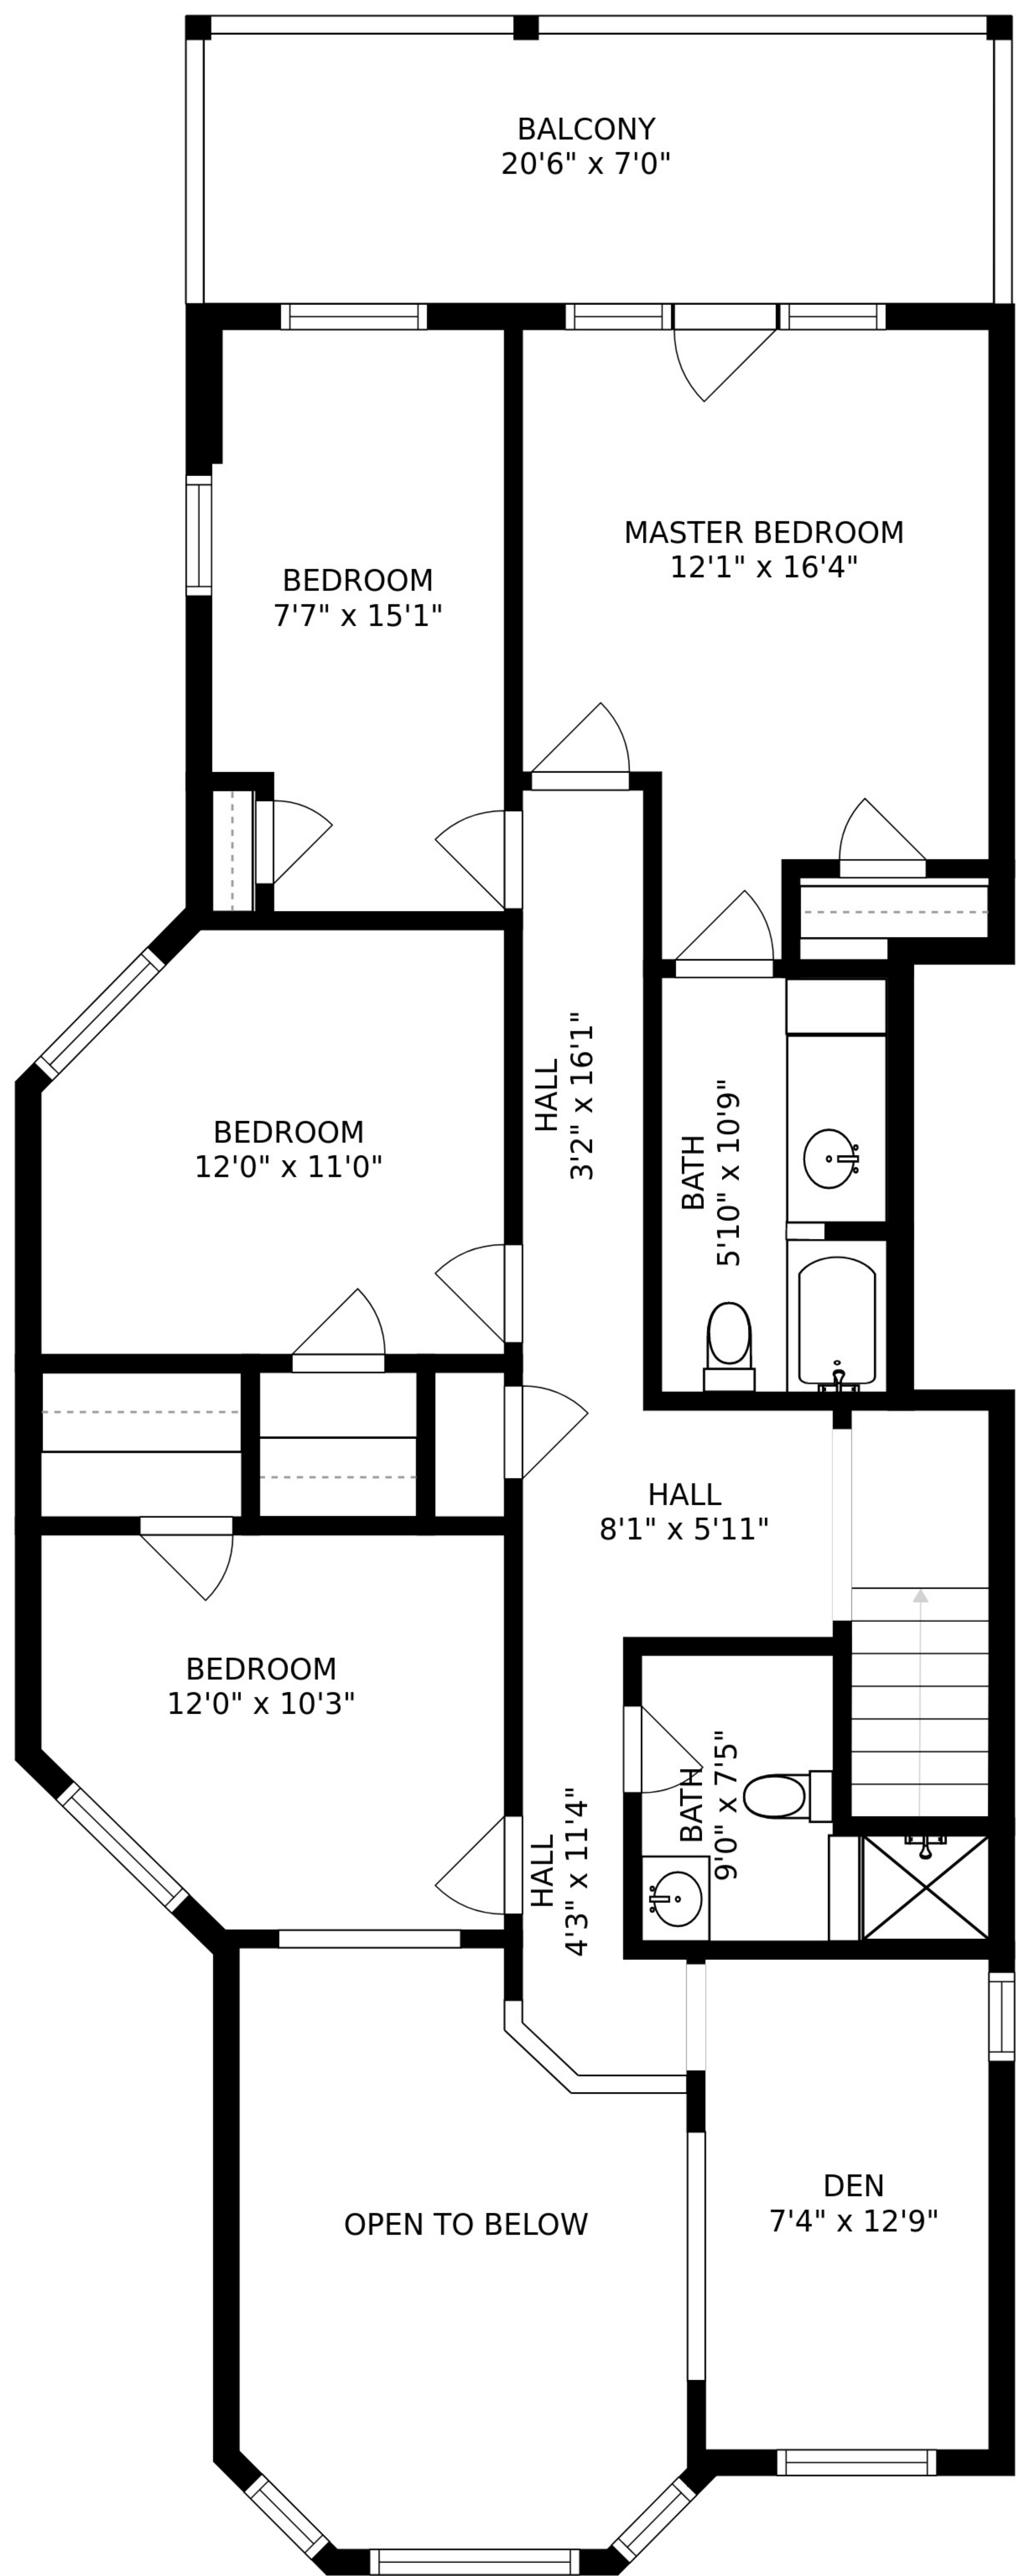 BALCONY
20'6" x 7'0"
MASTER BEDROOM
12'1" x 16'4"
BEDROOM
7'7" x 15'1"
HALL
3'2" x 16'1"
BATH
5'10" x 10'9"
BEDROOM
12'0" x 11'0"
HALL
8'1" x 5'11"
BEDROOM
12'0" x 10'3"
BATH
9'0" x 7'5"
HALL
4'3" x 11'4"
DEN
7'4" x 12'9"
OPEN TO BELOW